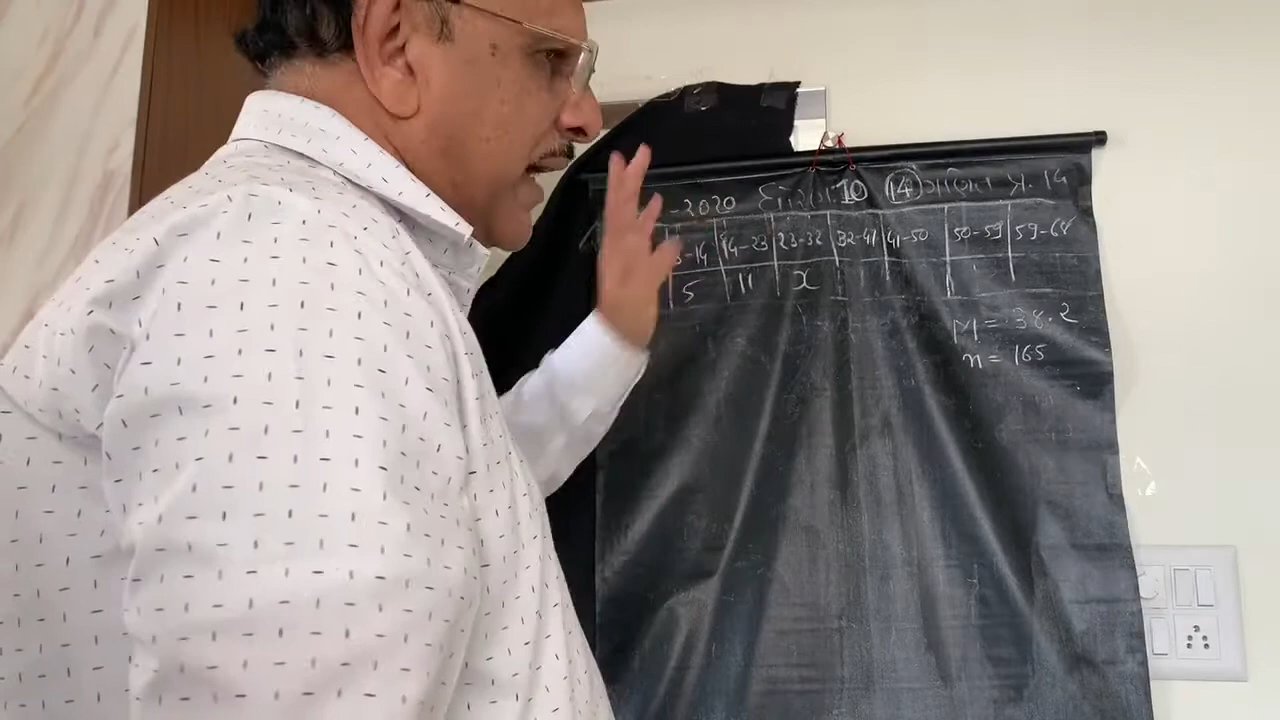 -2020 ધોરણ 10 14 ગણિત પ્ર. 14
-14 14-23 23-32 32-41 41-50 50-59 59-68
5 11 x
M = 38.2
n = 165